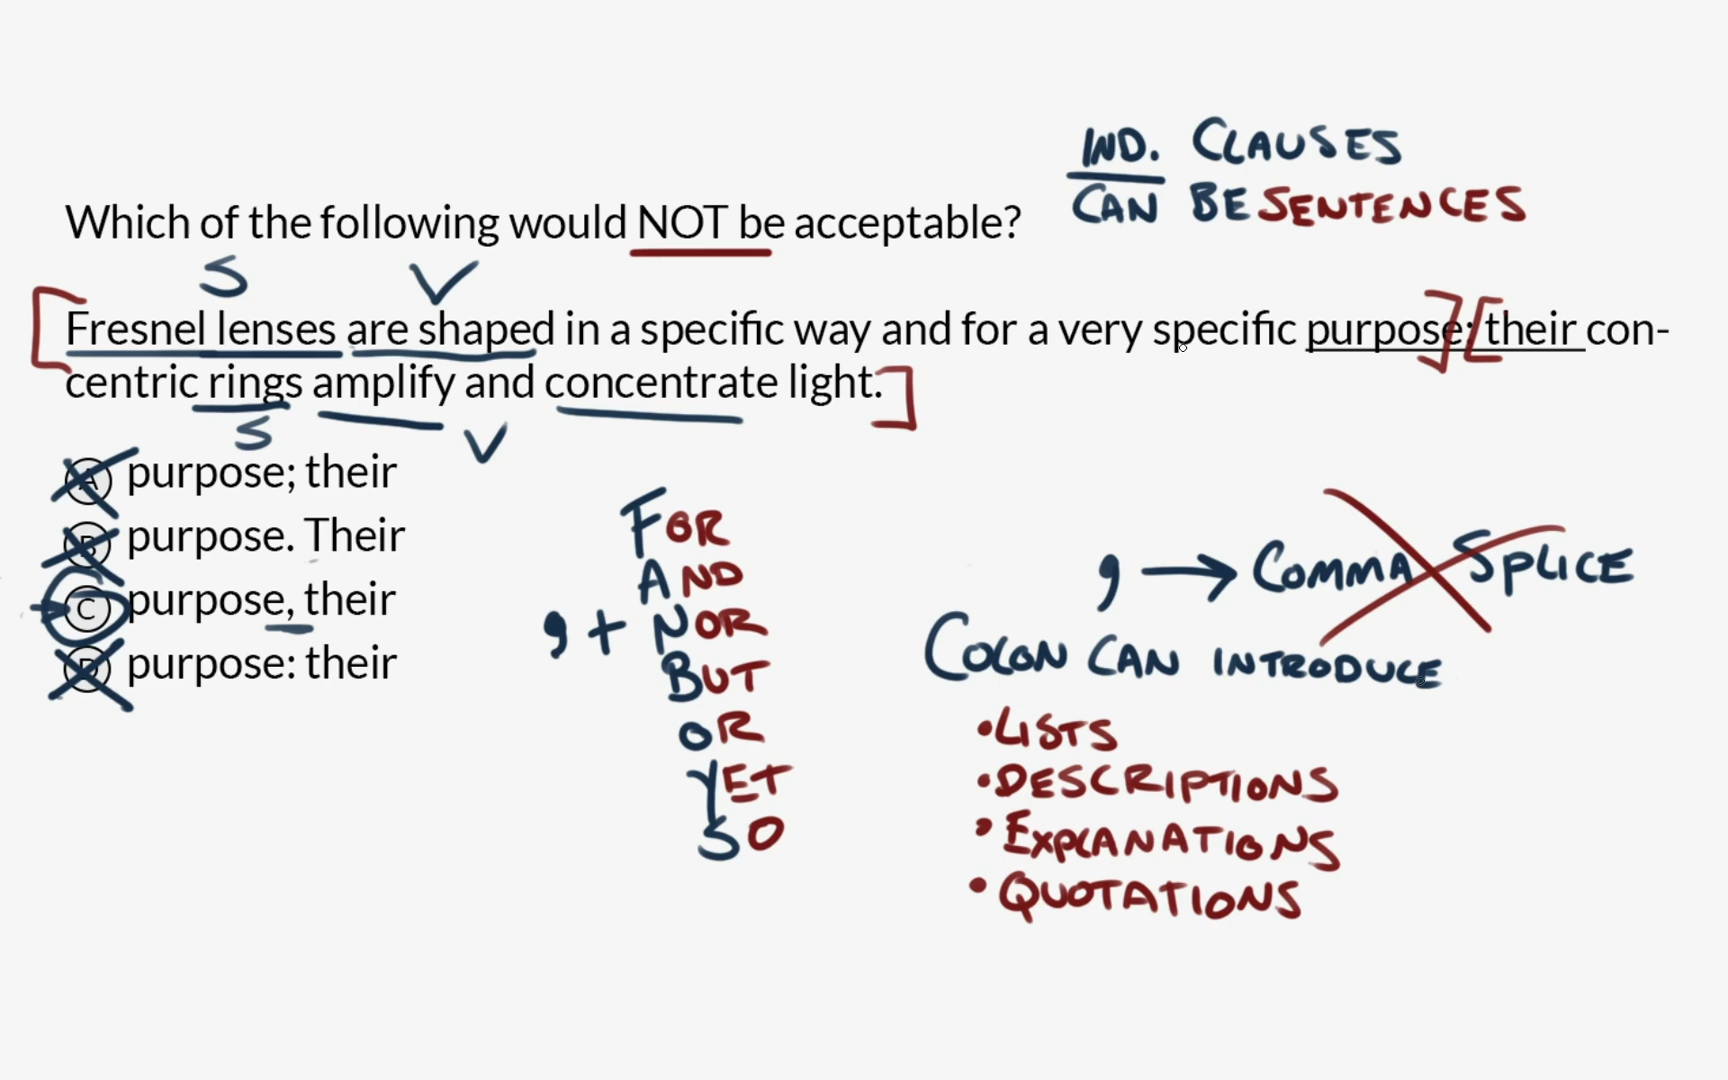 IND. CLAUSES
CAN BE SENTENCES
Which of the following would NOT be acceptable?
S V
Fresnel lenses are shaped in a specific way and for a very specific purpose; their con-
centric rings amplify and concentrate light.
S V
A purpose; their
B purpose. Their
C purpose, their
D purpose: their
, + FOR
AND
NOR
BUT
OR
YET
SO
, → COMMA SPLICE
COLON CAN INTRODUCE
•LISTS
•DESCRIPTIONS
•EXPLANATIONS
•QUOTATIONS